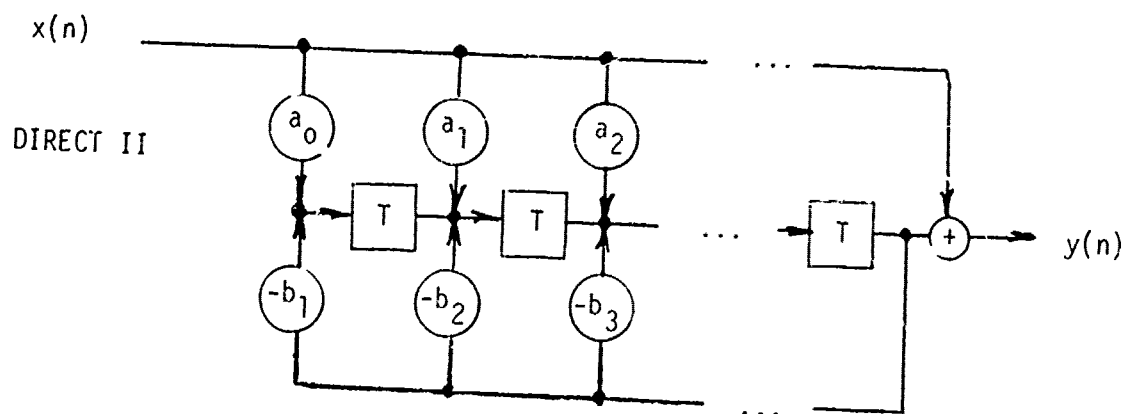 x(n)
...
a0 a1 a2
DIRECT II
T T ... T + y(n)
-b1 -b2 -b3
...